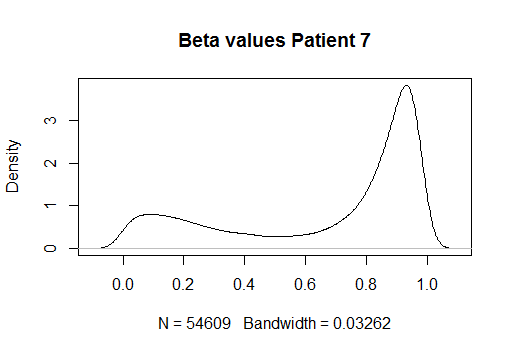 Beta values Patient 7
Density
3
2
1
0
0.0 0.2 0.4 0.6 0.8 1.0
N = 54609 Bandwidth = 0.03262